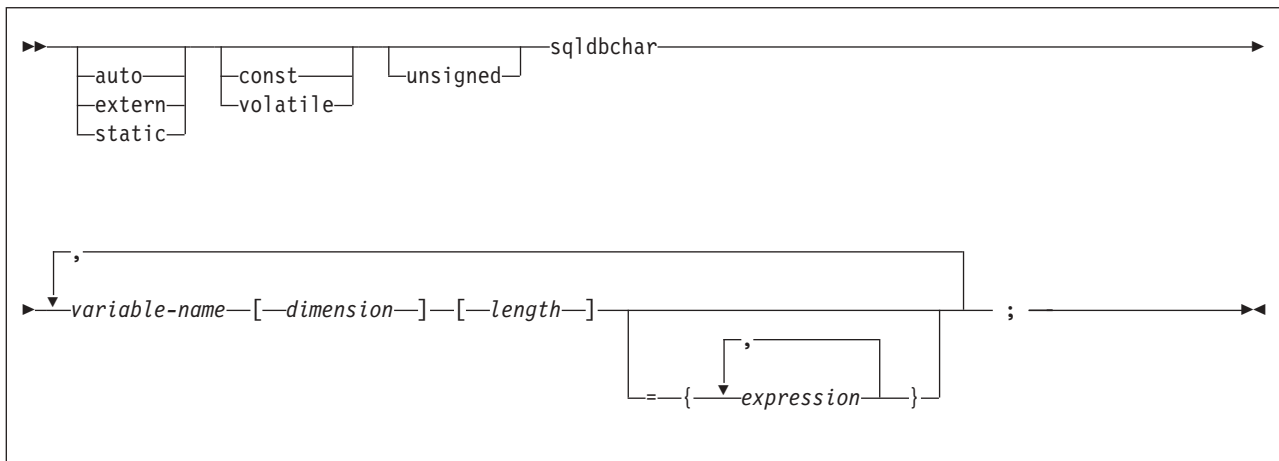 sqldbchar
auto
const
unsigned
extern
volatile
static
,
variable-name [ dimension ] [ length ] ;
,
= { expression }